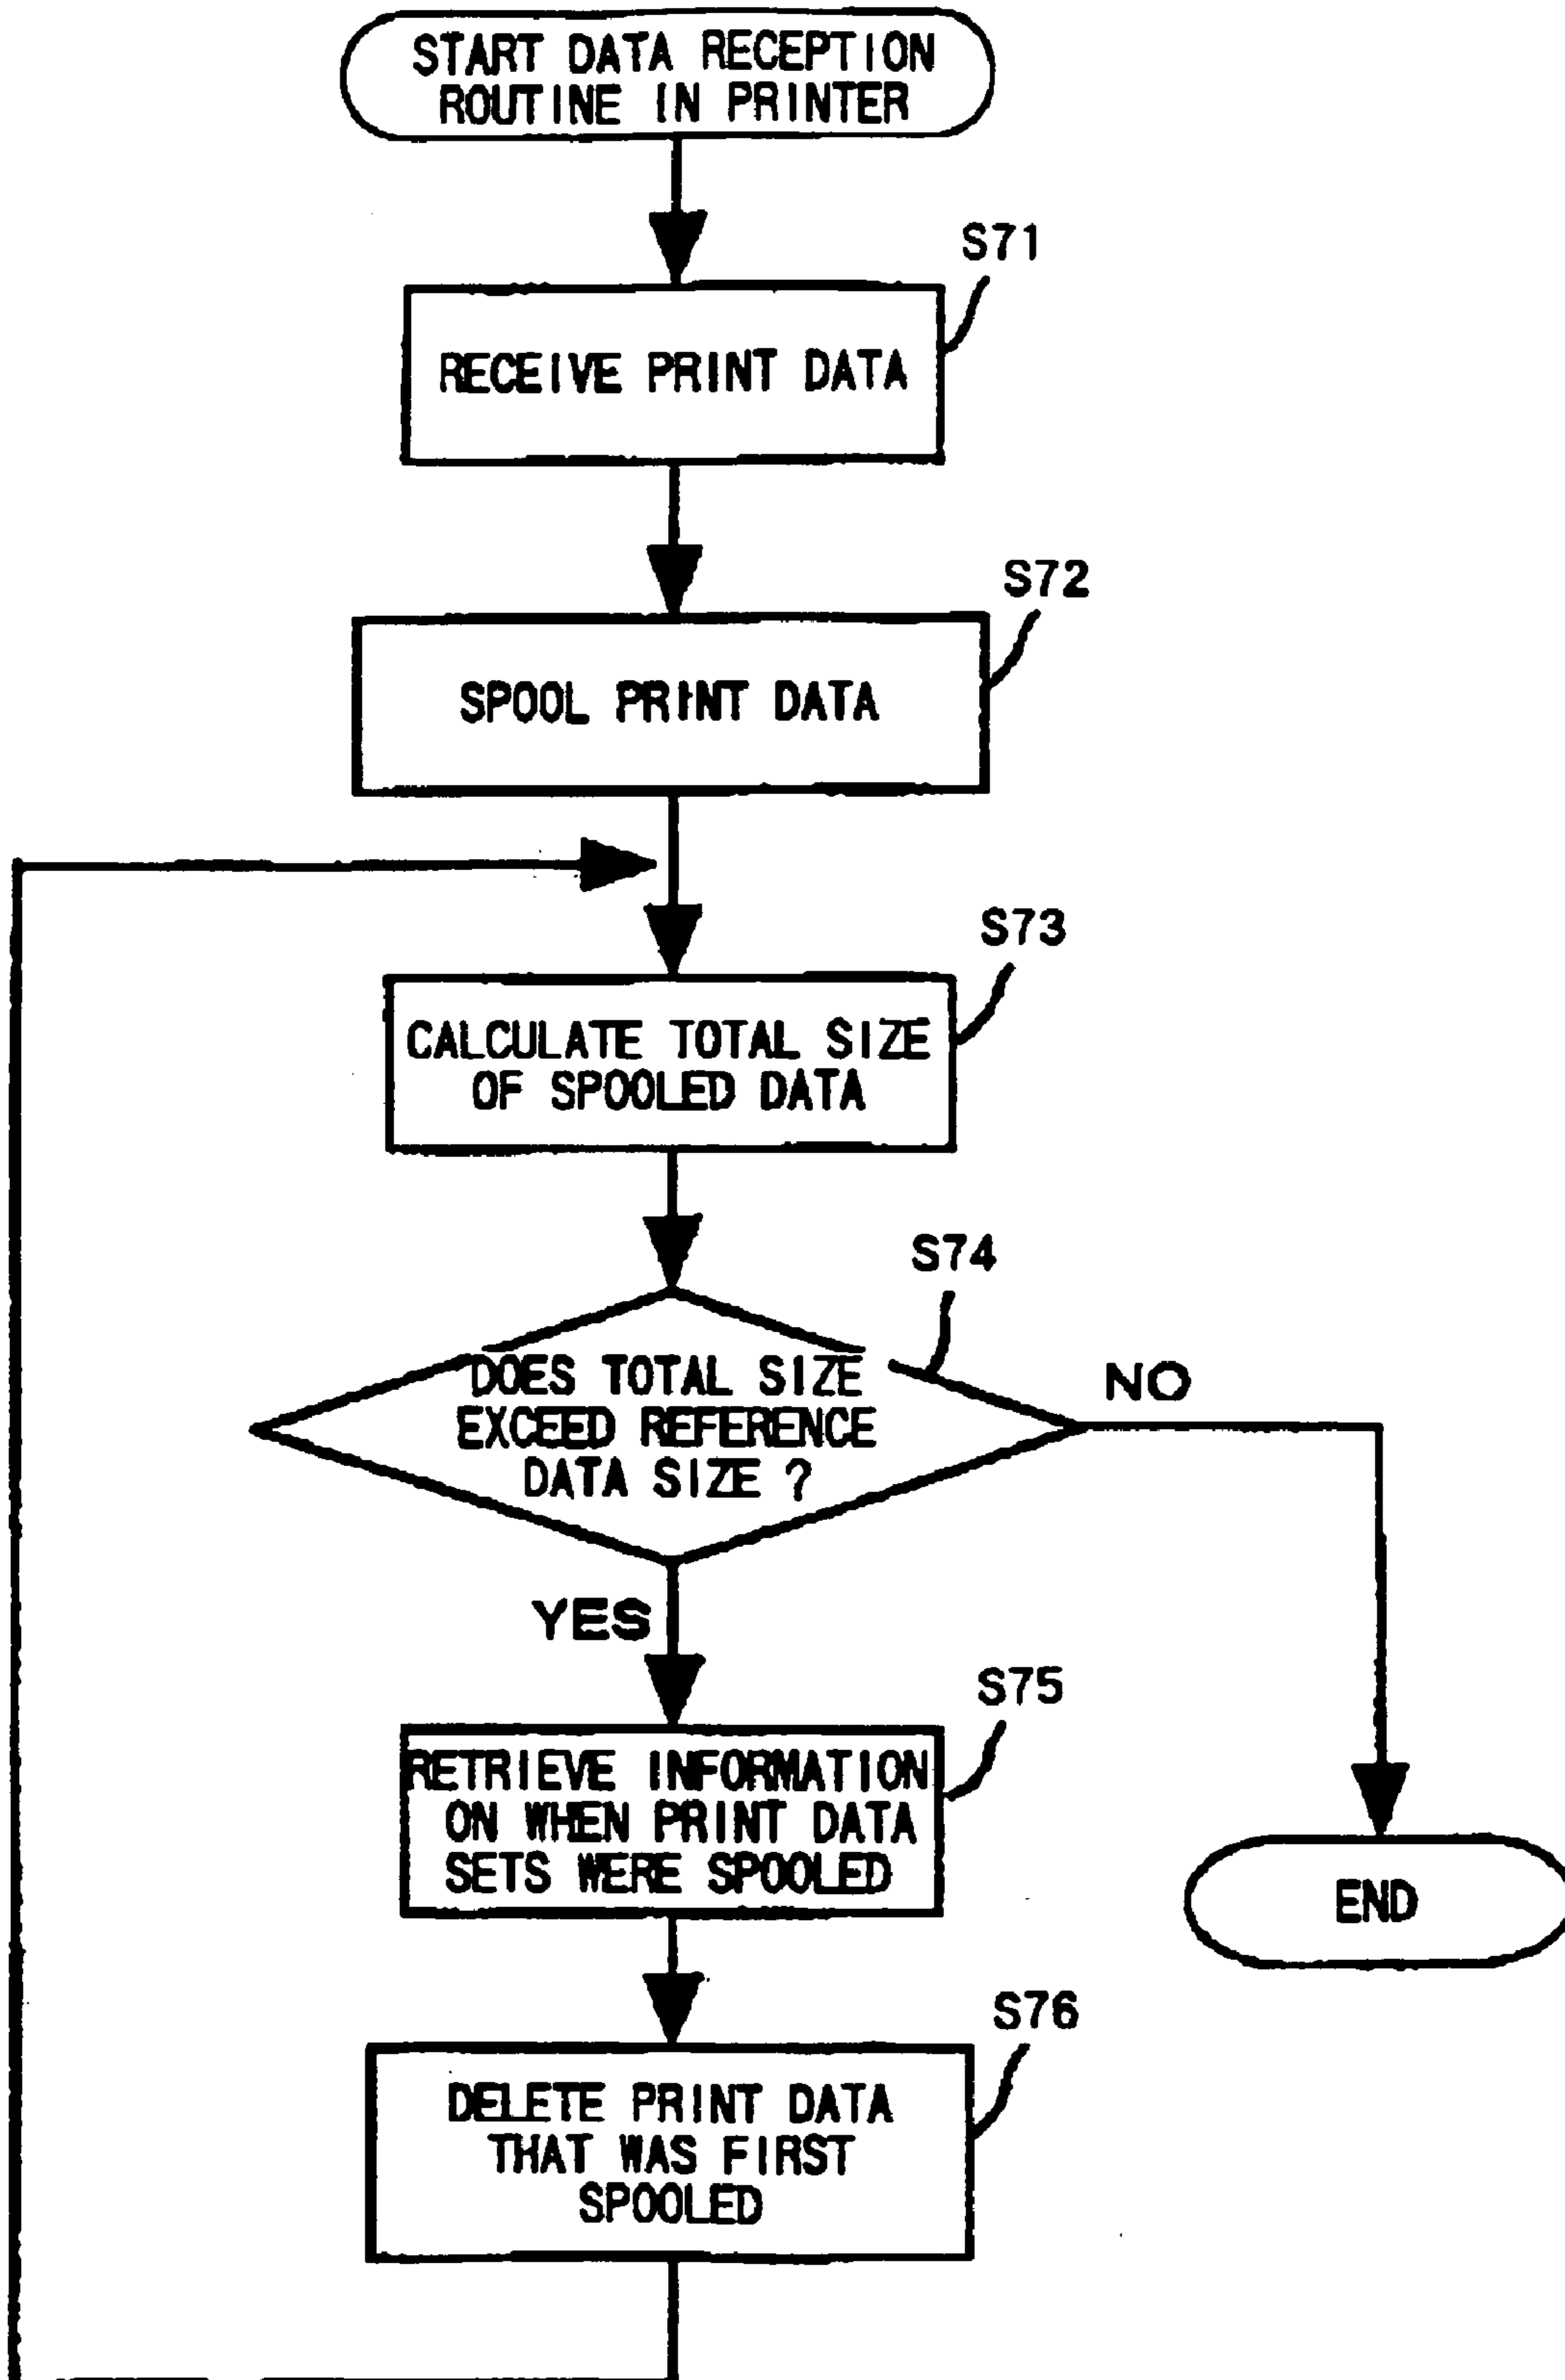 START DATA RECEPTION
ROUTINE IN PRINTER
S71
RECEIVE PRINT DATA
S72
SPOOL PRINT DATA
S73
CALCULATE TOTAL SIZE
OF SPOOLED DATA
S74
DOES TOTAL SIZE
EXCEED REFERENCE
DATA SIZE ?
NO
YES
S75
RETRIEVE INFORMATION
ON WHEN PRINT DATA
SETS WERE SPOOLED
END
S76
DELETE PRINT DATA
THAT WAS FIRST
SPOOLED